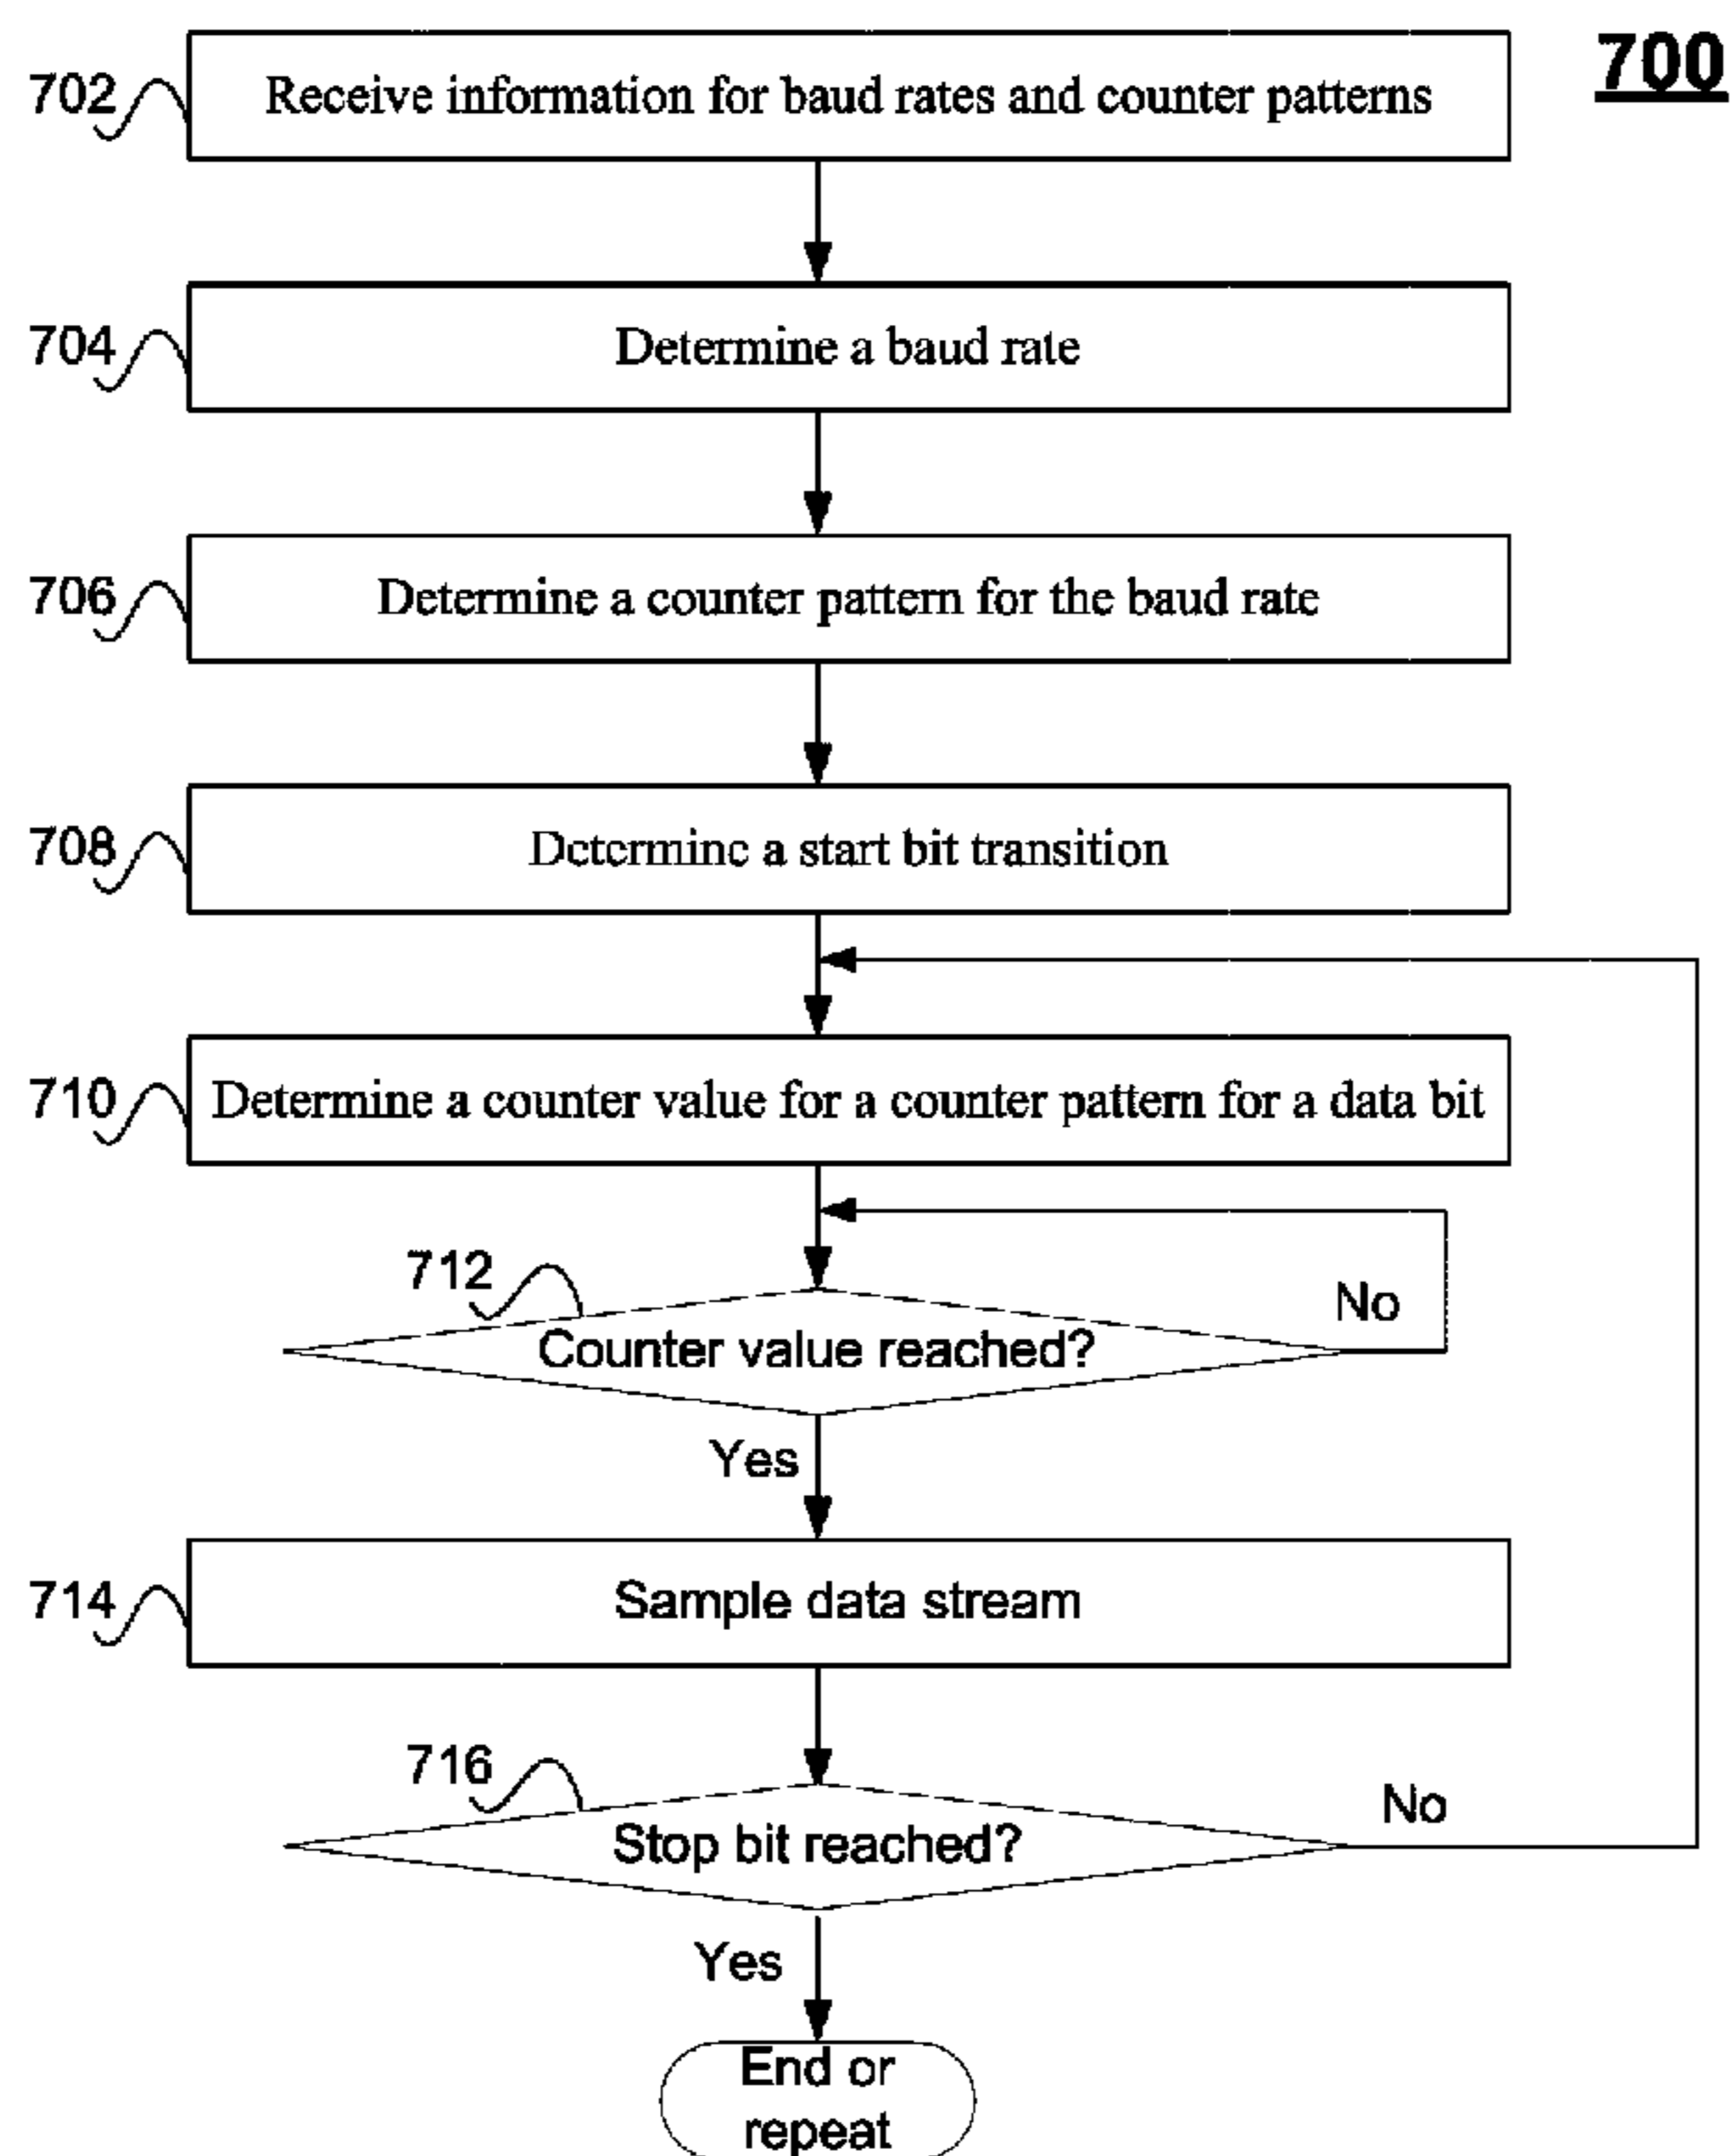 700
702
Receive information for baud rates and counter patterns
704
Determine a baud rate
706
Determine a counter pattern for the baud rate
708
Determine a start bit transition
710
Determine a counter value for a counter pattern for a data bit
712
No
Counter value reached?
Yes
714
Sample data stream
716
No
Stop bit reached?
Yes
End or
repeat